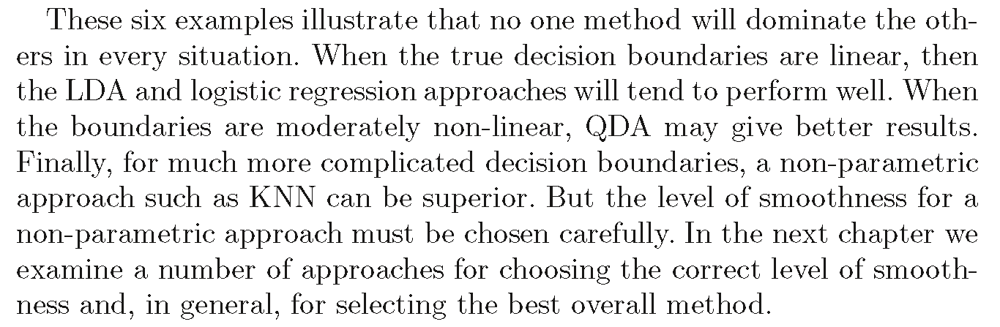 These six examples illustrate that no one method will dominate the oth-
ers in every situation. When the true decision boundaries are linear, then
the LDA and logistic regression approaches will tend to perform well. When
the boundaries are moderately non-linear, QDA may give better results.
Finally, for much more complicated decision boundaries, a non-parametric
approach such as KNN can be superior. But the level of smoothness for a
non-parametric approach must be chosen carefully. In the next chapter we
examine a number of approaches for choosing the correct level of smooth-
ness and, in general, for selecting the best overall method.